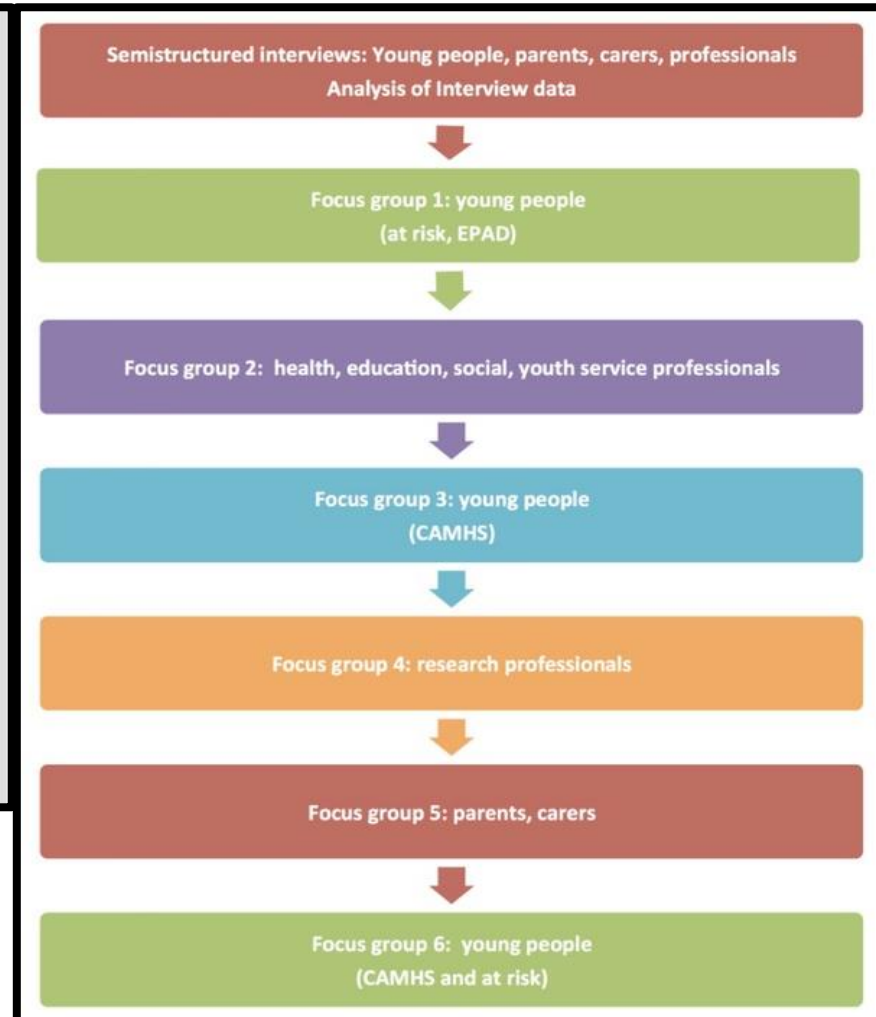 Semistructured interviews: Young people, parents, carers, professionals
Analysis of Interview data
Focus group 1: young people
(at risk, EPAD)
Focus group 2:  health, education, social, youth service professionals
Focus group 3: young people
(CAMHS)
Focus group 4: research professionals
Focus group 5: parents, carers
Focus group 6:  young people
(CAMHS and at risk)